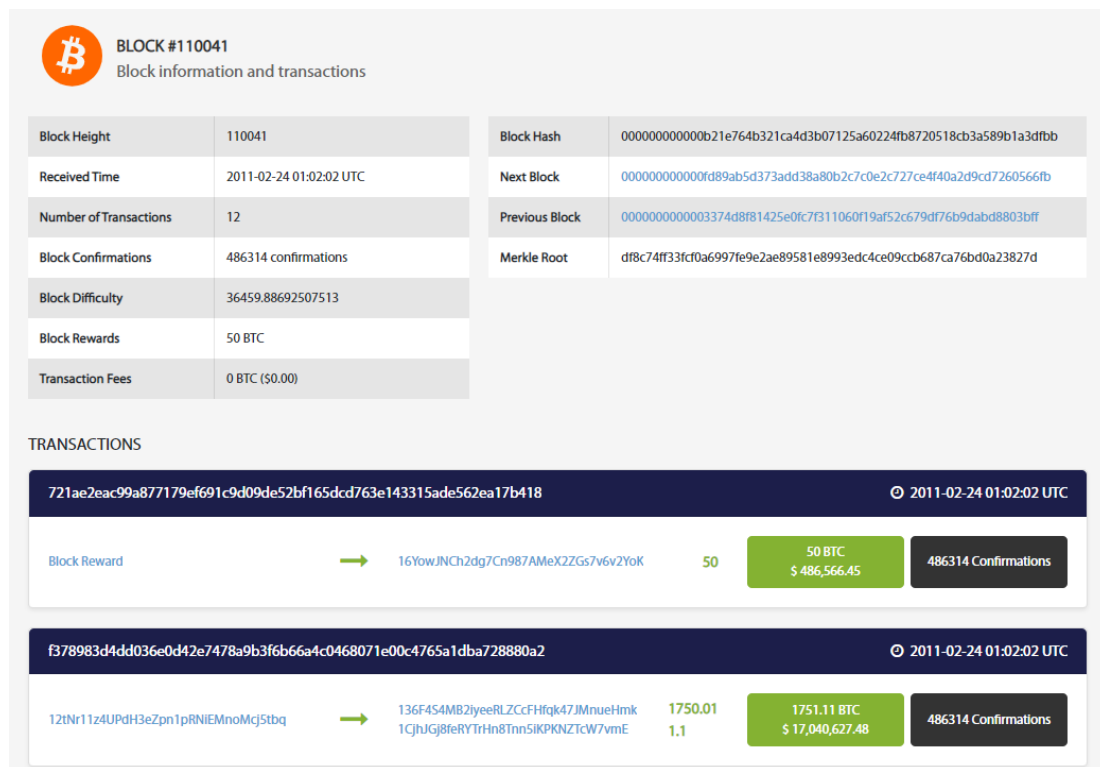 BLOCK #110041
Block information and transactions
Block Height 110041
Received Time 2011-02-24 01:02:02 UTC
Number of Transactions 12
Block Confirmations 486314 confirmations
Block Difficulty 36459.88692507513
Block Rewards 50 BTC
Transaction Fees 0 BTC ($0.00)
Block Hash 000000000000b21e764b321ca4d3b07125a60224fb8720518cb3a589b1a3dfbb
Next Block 000000000000fd89ab5d373add38a80b2c7c0e2c727ce4f40a2d9cd7260566fb
Previous Block 0000000000003374d8f81425e0fc7f311060f19af52c679df76b9dabd8803bff
Merkle Root df8c74ff33fcf0a6997fe9e2ae89581e8993edc4ce09ccb687ca76bd0a23827d
TRANSACTIONS
721ae2eac99a877179ef691c9d09de52bf165dcd763e143315ade562ea17b418 2011-02-24 01:02:02 UTC
Block Reward 16YowJNCh2dg7Cn987AMeX2ZGs7v6v2YoK 50 50 BTC 486314 Confirmations
$ 486,566.45
f378983d4dd036e0d42e7478a9b3f6b66a4c0468071e00c4765a1dba728880a2 2011-02-24 01:02:02 UTC
12tNr11z4UPdH3eZpn1pRNiEMnoMcj5tbq 136F4S4MB2iyeeRLZCcFHfqk47JMnueHmk 1750.01 1751.11 BTC 486314 Confirmations
1CjhJGj8feRYTrHn8Tnn5iKPKNZTcW7vmE 1.1 $ 17,040,627.48